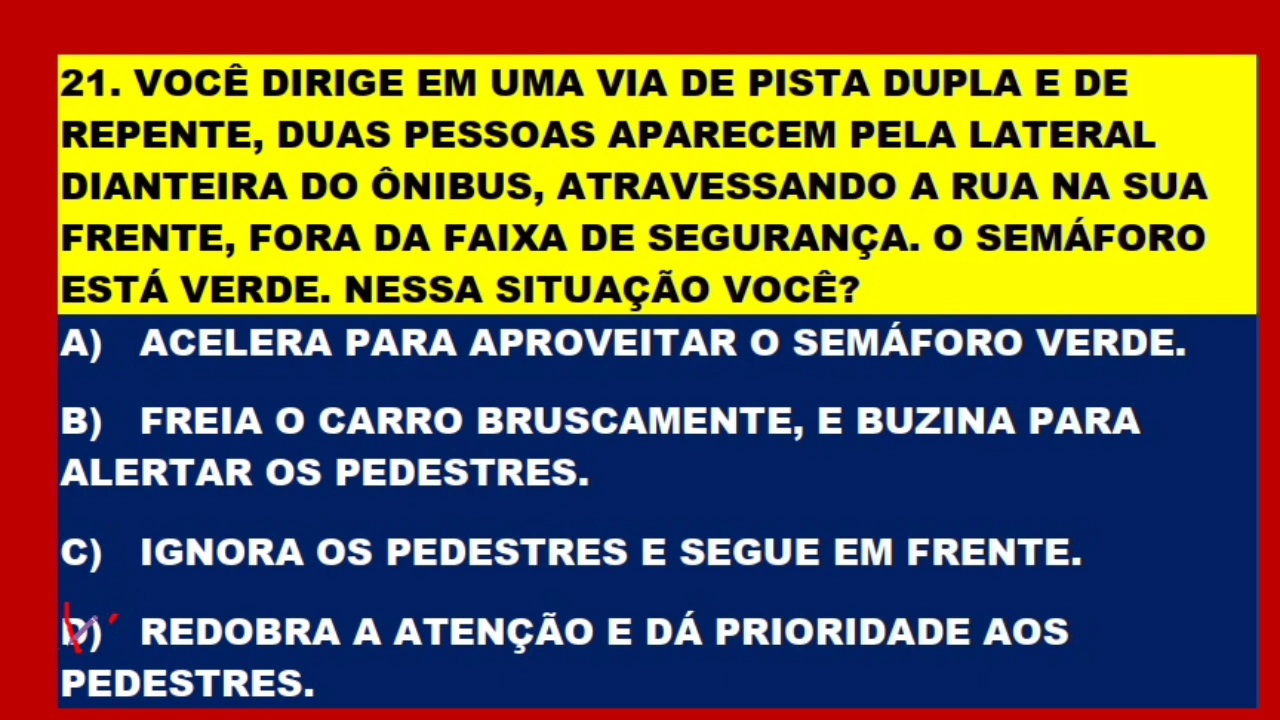 21. VOCÊ DIRIGE EM UMA VIA DE PISTA DUPLA E DE
REPENTE, DUAS PESSOAS APARECEM PELA LATERAL
DIANTEIRA DO ÔNIBUS, ATRAVESSANDO A RUA NA SUA
FRENTE, FORA DA FAIXA DE SEGURANÇA. O SEMÁFORO
ESTÁ VERDE. NESSA SITUAÇÃO VOCÊ?
A) ACELERA PARA APROVEITAR O SEMÁFORO VERDE.
B) FREIA O CARRO BRUSCAMENTE, E BUZINA PARA
ALERTAR OS PEDESTRES.
C) IGNORA OS PEDESTRES E SEGUE EM FRENTE.
D) REDOBRA A ATENÇÃO E DÁ PRIORIDADE AOS
PEDESTRES.